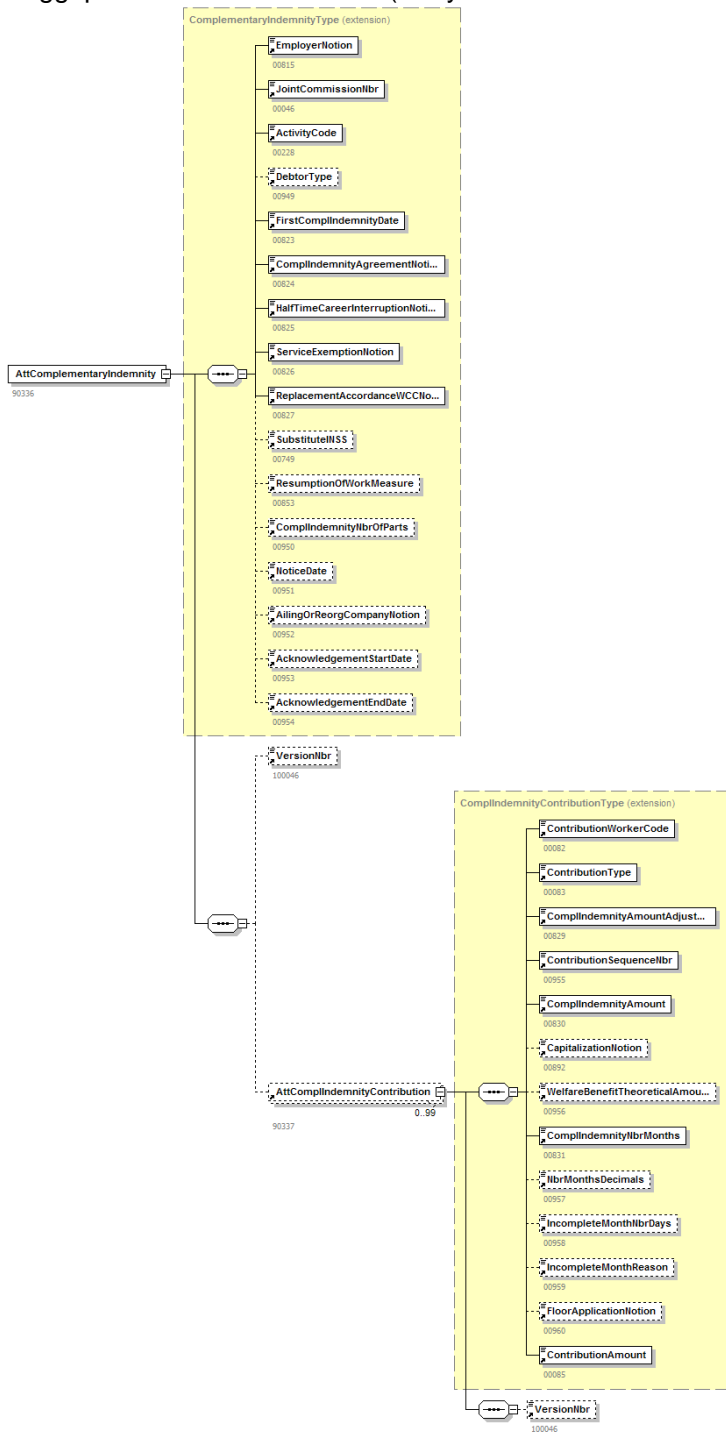 ComplementaryIndemnityType (extension)
EmployerNotion
00815
JointCommissionNbr
00046
ActivityCode
00228
DebtorType
00949
FirstComplIndemnityDate
00823
ComplIndemnityAgreementNoti...
00824
HalfTimeCareerInterruptionNoti...
00825
ServiceExemptionNotion
00826
AttComplementaryIndemnity
90336
ReplacementAccordanceWCCNo...
00827
SubstituteINSS
00749
ResumptionOfWorkMeasure
00853
ComplIndemnityNbrOfParts
00950
NoticeDate
00951
AilingOrReorgCompanyNotion
00952
AcknowledgementStartDate
00953
AcknowledgementEndDate
00954
VersionNbr
100046
ComplIndemnityContributionType (extension)
ContributionWorkerCode
00082
ContributionType
00083
ComplIndemnityAmountAdjust...
00829
ContributionSequenceNbr
00955
ComplIndemnityAmount
00830
CapitalizationNotion
00892
AttComplIndemnityContribution
0..99
90337
WelfareBenefitTheoreticalAmou...
00956
ComplIndemnityNbrMonths
00831
NbrMonthsDecimals
00957
IncompleteMonthNbrDays
00958
IncompleteMonthReason
00959
FloorApplicationNotion
00960
ContributionAmount
00085
VersionNbr
100046